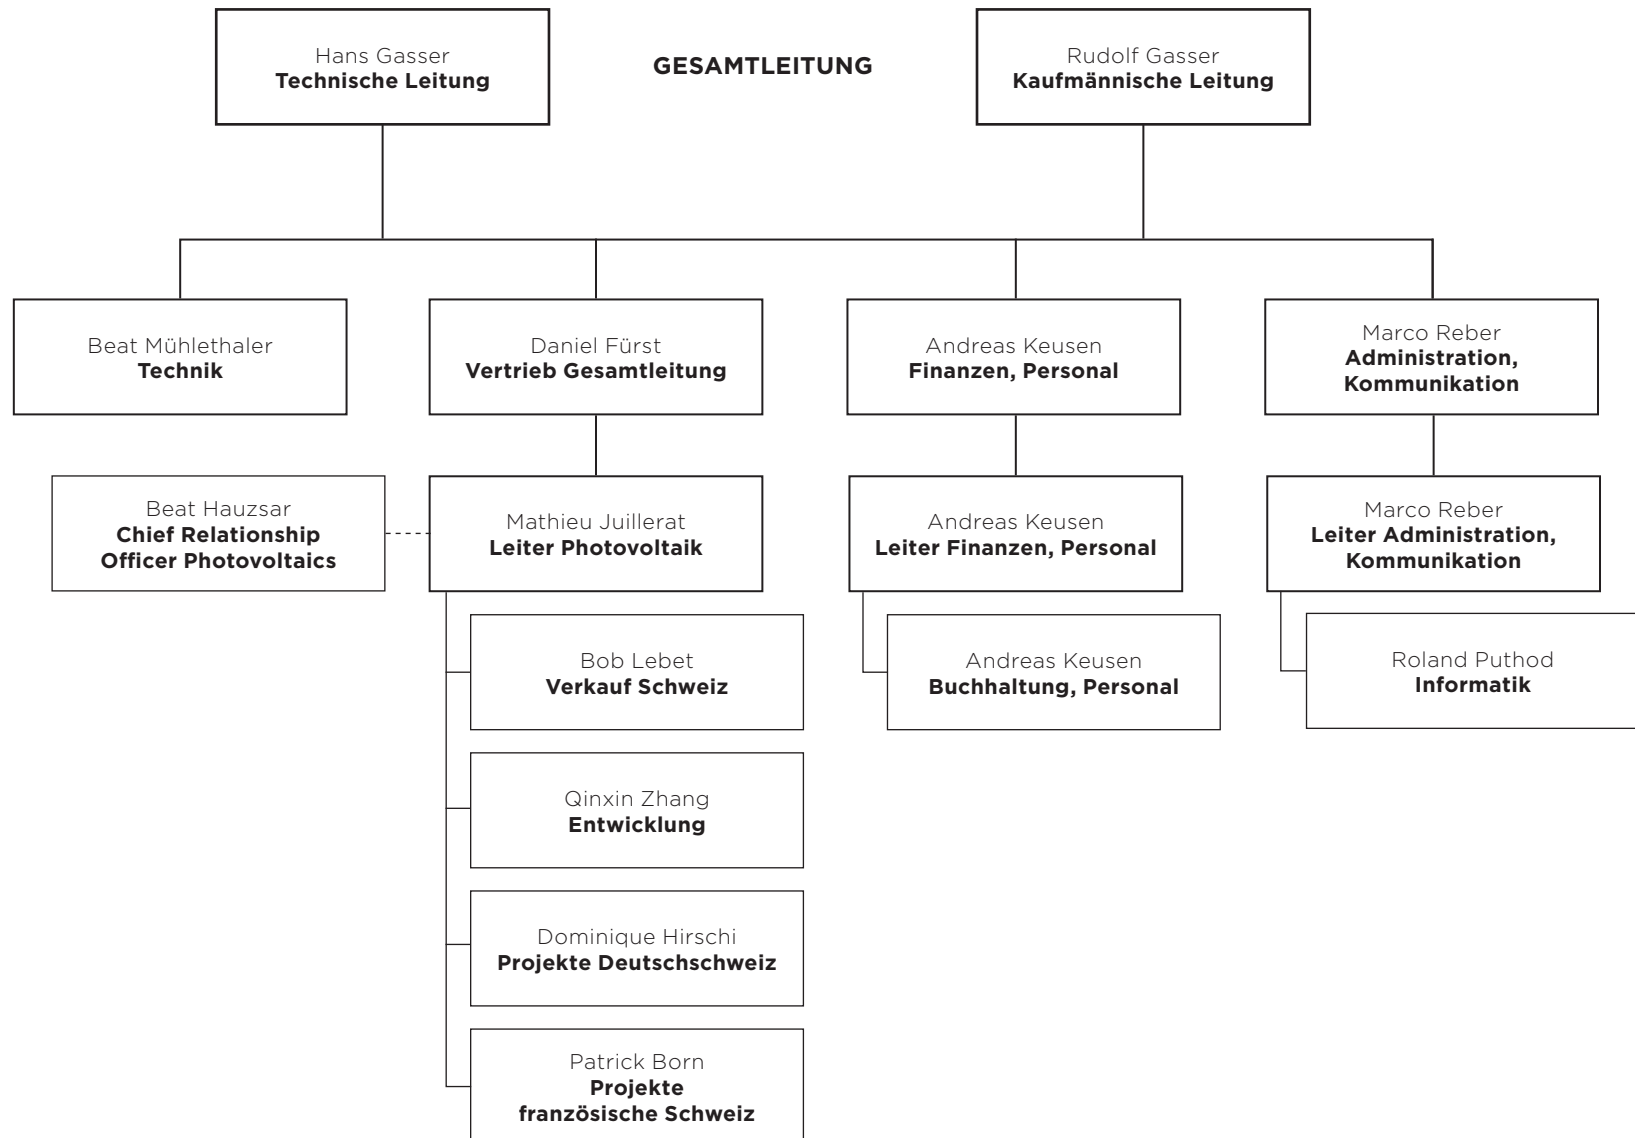 Hans Gasser
Technische Leitung
GESAMTLEITUNG
Rudolf Gasser
Kaufmännische Leitung
Beat Mühlethaler
Technik
Daniel Fürst
Vertrieb Gesamtleitung
Andreas Keusen
Finanzen, Personal
Marco Reber
Administration,
Kommunikation
Beat Hauzsar
Chief Relationship
Officer Photovoltaics
Mathieu Juillerat
Leiter Photovoltaik
Andreas Keusen
Leiter Finanzen, Personal
Marco Reber
Leiter Administration,
Kommunikation
Bob Lebet
Verkauf Schweiz
Andreas Keusen
Buchhaltung, Personal
Roland Puthod
Informatik
Qinxin Zhang
Entwicklung
Dominique Hirschi
Projekte Deutschschweiz
Patrick Born
Projekte
französische Schweiz